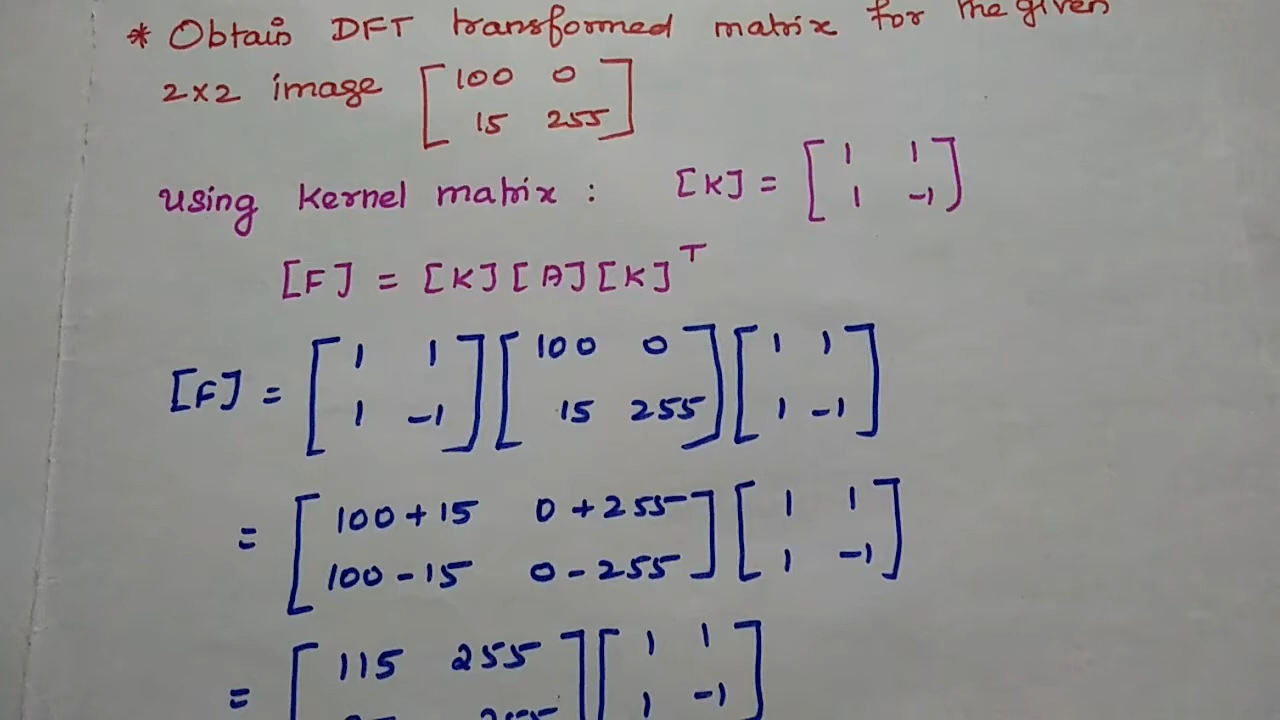 * Obtain DFT transformed matrix for the given
2x2 image [100 0
15 255]
using kernel matrix : [K] = [1 1
1 -1]
[F] = [K][A][K]ᵀ
[F] = [1 1 ; 1 -1] [100 0 ; 15 255] [1 1 ; 1 -1]
= [100+15 0+255 ; 100-15 0-255] [1 1 ; 1 -1]
= [115 255] [1 1
1 -1]